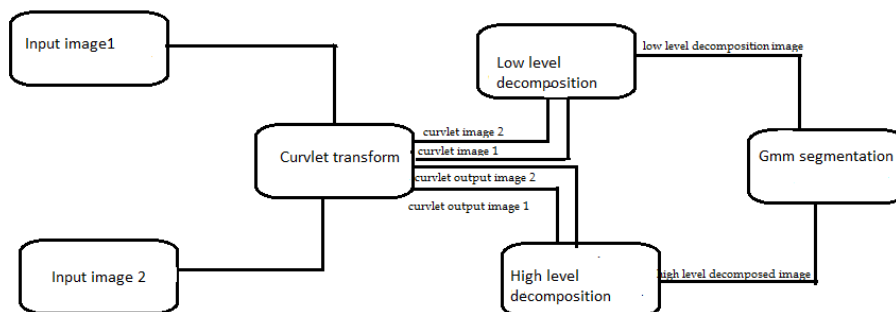 Input image1
Low level
decomposition
low level decomposition image
curvlet image 2
curvlet image 1
Curvlet transform
Gmm segmentation
curvlet output image 2
curvlet output image 1
Input image 2
High level
decomposition
high level decomposed image